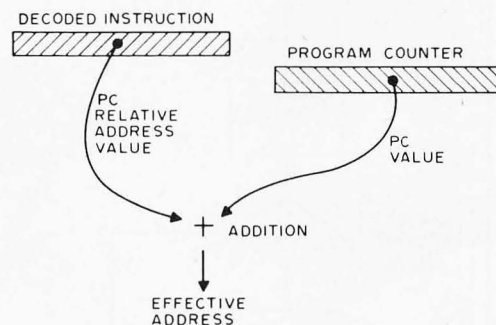 DECODED INSTRUCTION
PROGRAM COUNTER
PC
RELATIVE
ADDRESS
VALUE
PC
VALUE
+ ADDITION
EFFECTIVE
ADDRESS